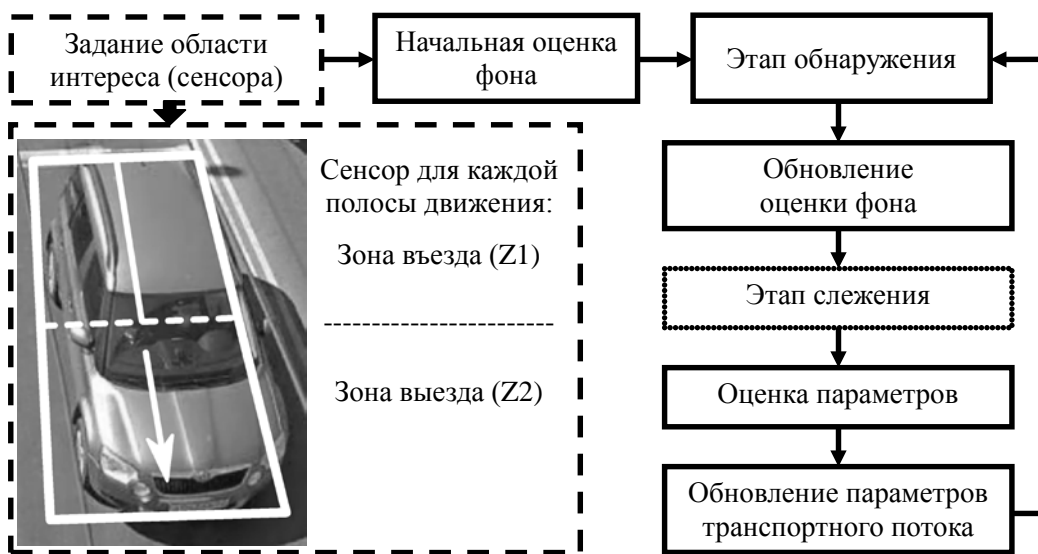 Задание области
интереса (сенсора)
Начальная оценка
фона
Этап обнаружения
Сенсор для каждой
полосы движения:
Зона въезда (Z1)
Зона выезда (Z2)
Обновление
оценки фона
Этап слежения
Оценка параметров
Обновление параметров
транспортного потока